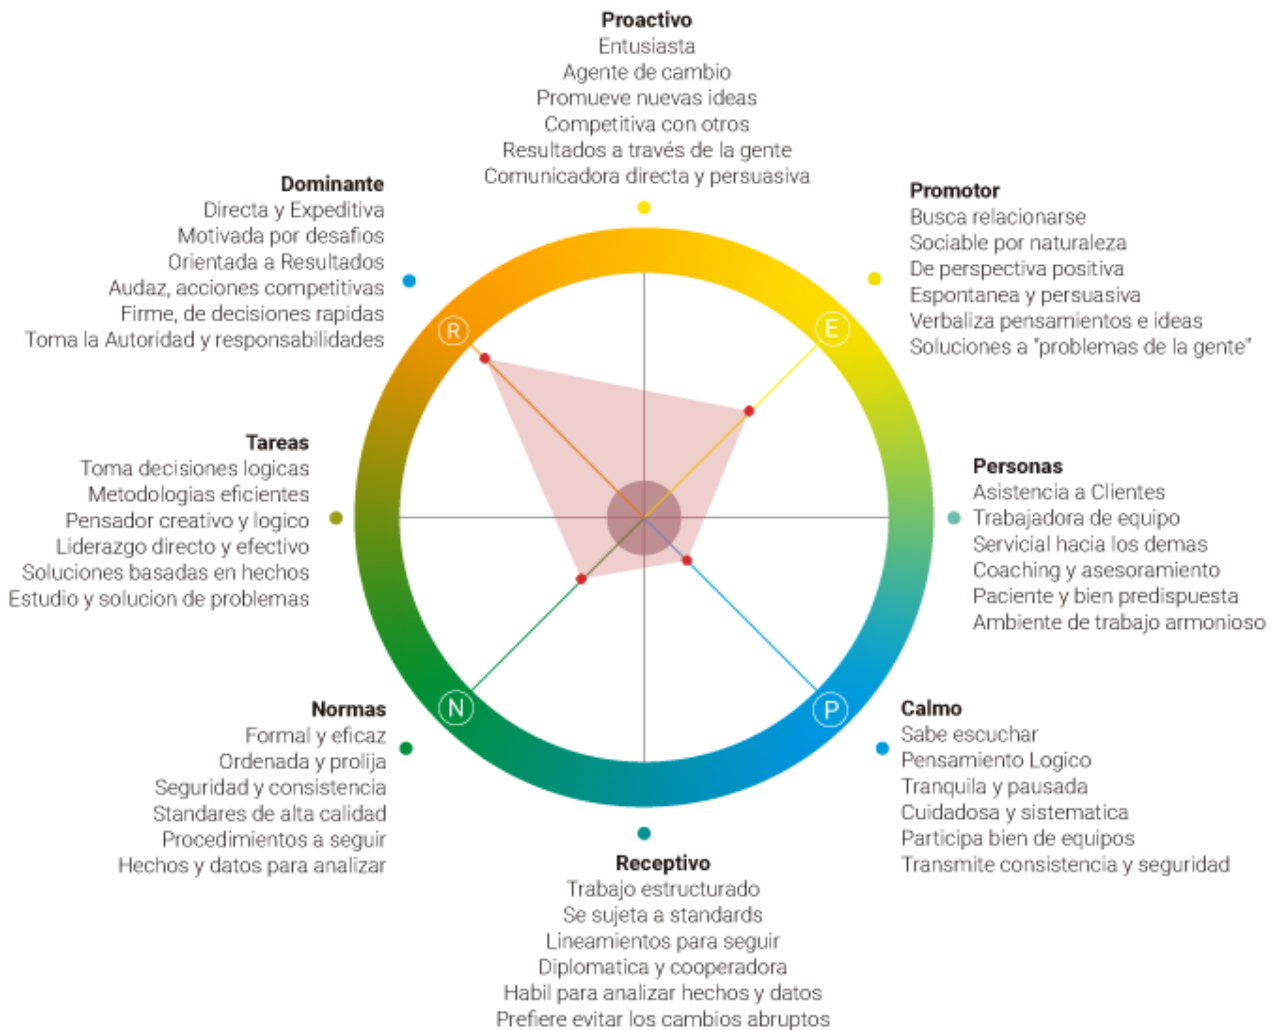 Proactivo
Entusiasta
Agente de cambio
Promueve nuevas ideas
Competitiva con otros
Resultados a través de la gente
Comunicadora directa y persuasiva
Dominante
Directa y Expeditiva
Motivada por desafios
Orientada a Resultados
Audaz, acciones competitivas
Firme, de decisiones rapidas
Toma la Autoridad y responsabilidades
Promotor
Busca relacionarse
Sociable por naturaleza
De perspectiva positiva
Espontanea y persuasiva
Verbaliza pensamientos e ideas
Soluciones a "problemas de la gente"
R
E
Tareas
Toma decisiones logicas
Metodologias eficientes
Pensador creativo y logico
Liderazgo directo y efectivo
Soluciones basadas en hechos
Estudio y solucion de problemas
Personas
Asistencia a Clientes
Trabajadora de equipo
Servicial hacia los demas
Coaching y asesoramiento
Paciente y bien predispuesta
Ambiente de trabajo armonioso
N
P
Normas
Formal y eficaz
Ordenada y prolija
Seguridad y consistencia
Standares de alta calidad
Procedimientos a seguir
Hechos y datos para analizar
Calmo
Sabe escuchar
Pensamiento Logico
Tranquila y pausada
Cuidadosa y sistematica
Participa bien de equipos
Transmite consistencia y seguridad
Receptivo
Trabajo estructurado
Se sujeta a standards
Lineamientos para seguir
Diplomatica y cooperadora
Habil para analizar hechos y datos
Prefiere evitar los cambios abruptos